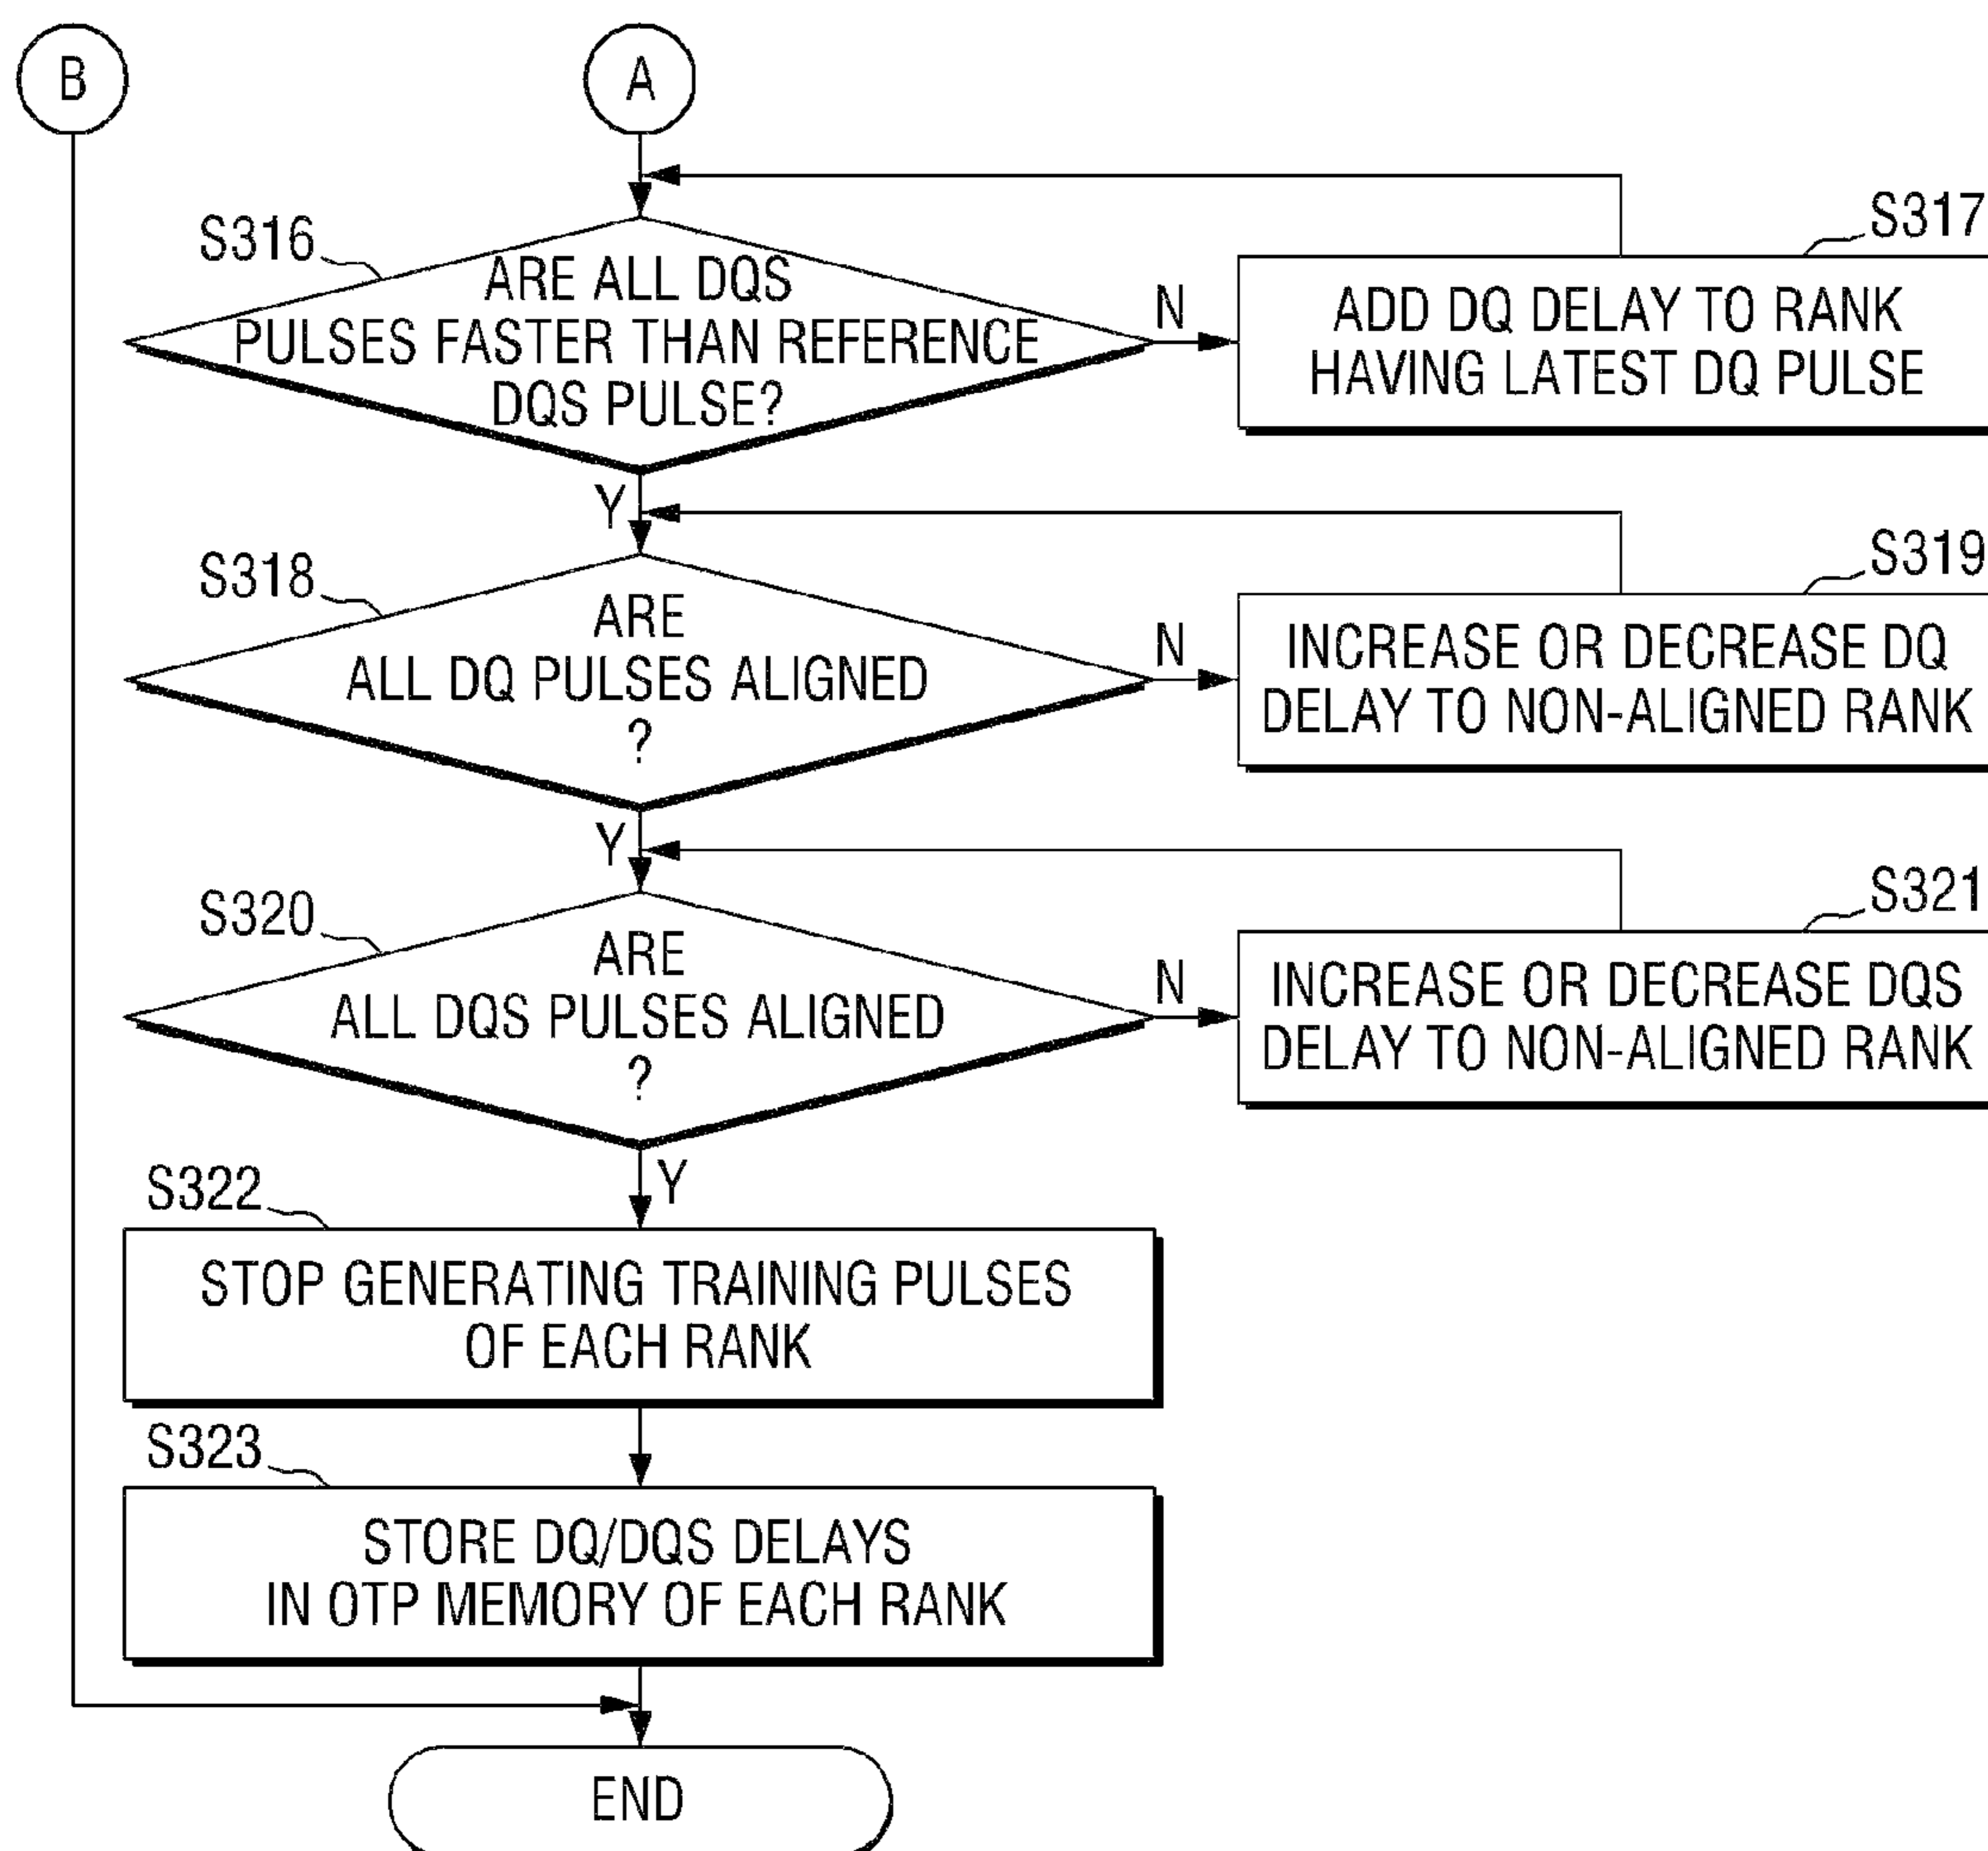 B
A
S316
ARE ALL DQS
PULSES FASTER THAN REFERENCE
DQS PULSE?
N
S317
ADD DQ DELAY TO RANK
HAVING LATEST DQ PULSE
Y
S318
ARE
ALL DQ PULSES ALIGNED
?
N
S319
INCREASE OR DECREASE DQ
DELAY TO NON-ALIGNED RANK
Y
S320
ARE
ALL DQS PULSES ALIGNED
?
N
S321
INCREASE OR DECREASE DQS
DELAY TO NON-ALIGNED RANK
Y
S322
STOP GENERATING TRAINING PULSES
OF EACH RANK
S323
STORE DQ/DQS DELAYS
IN OTP MEMORY OF EACH RANK
END